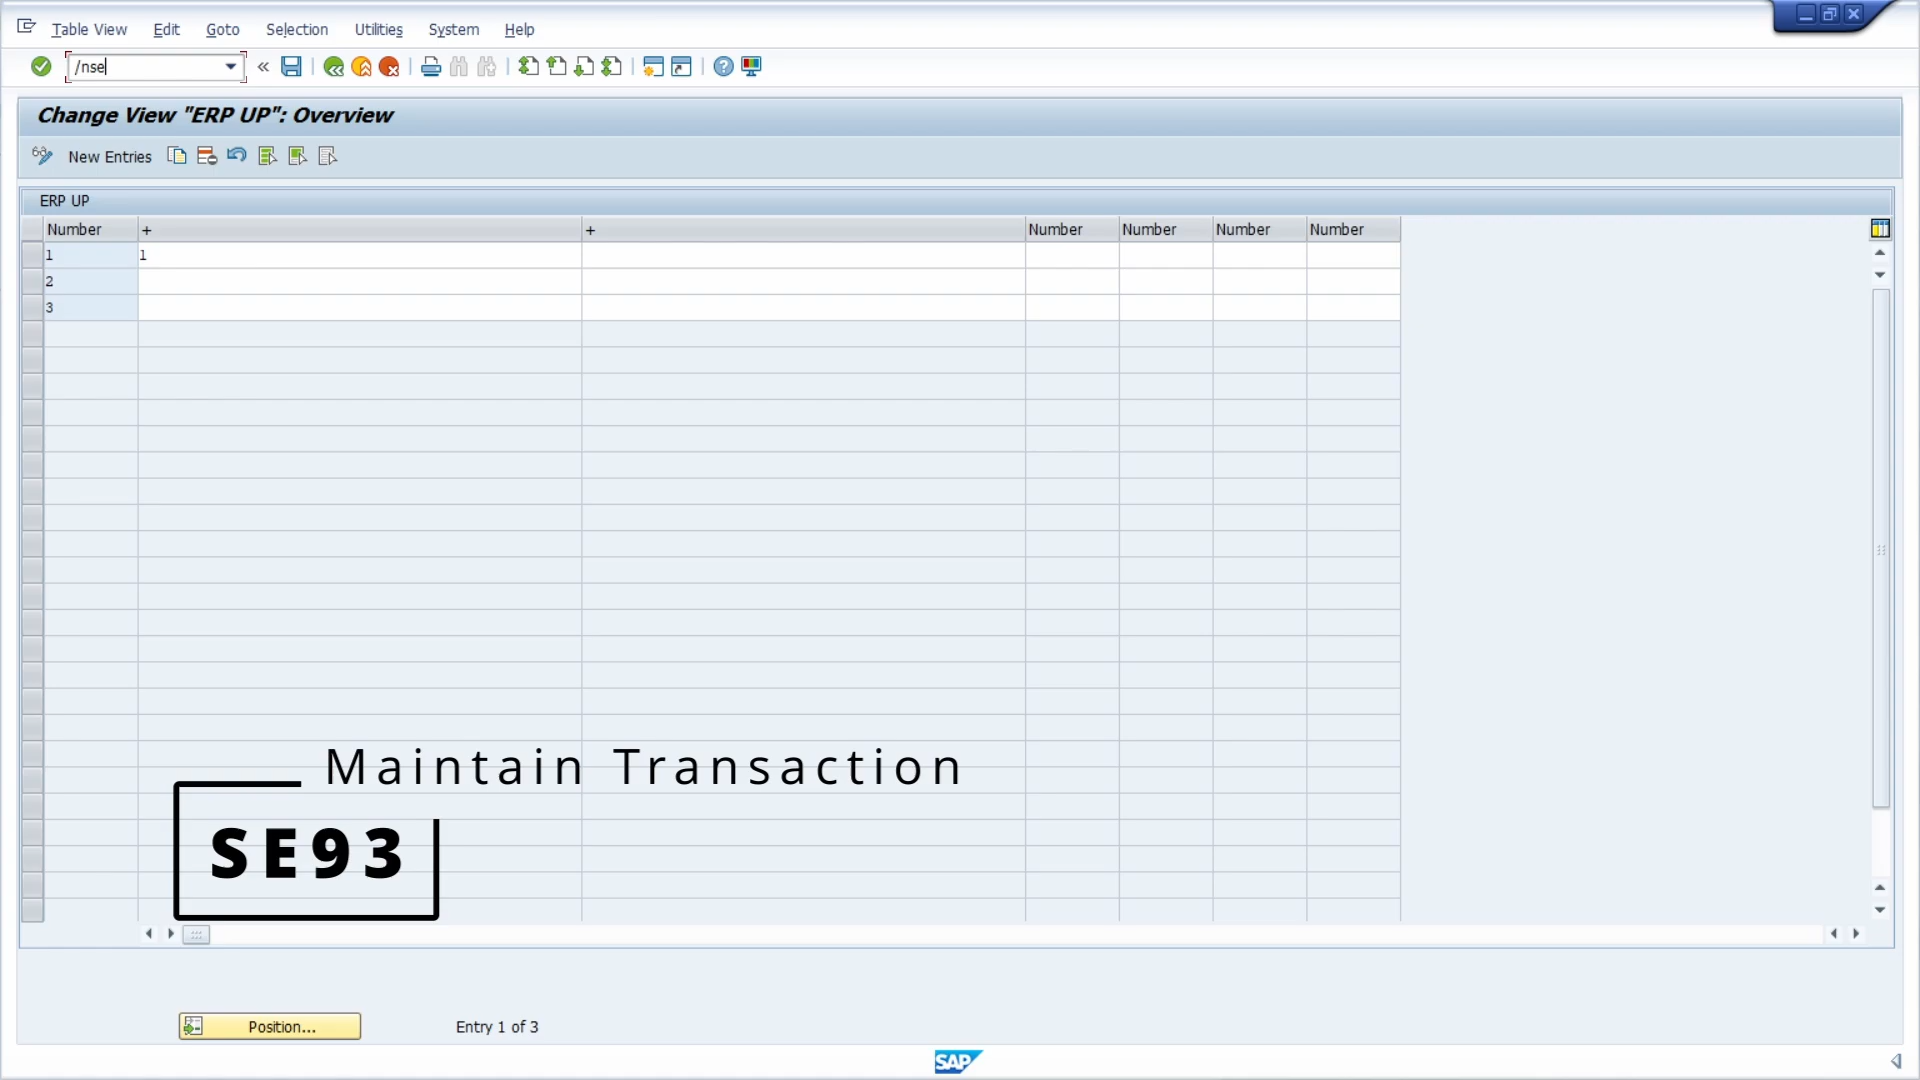 Table View Edit Goto Selection Utilities System Help
/nse
Change View "ERP UP": Overview
New Entries
ERP UP
Number + + Number Number Number Number
1 1
2
3
Maintain Transaction
SE93
Position... Entry 1 of 3
SAP